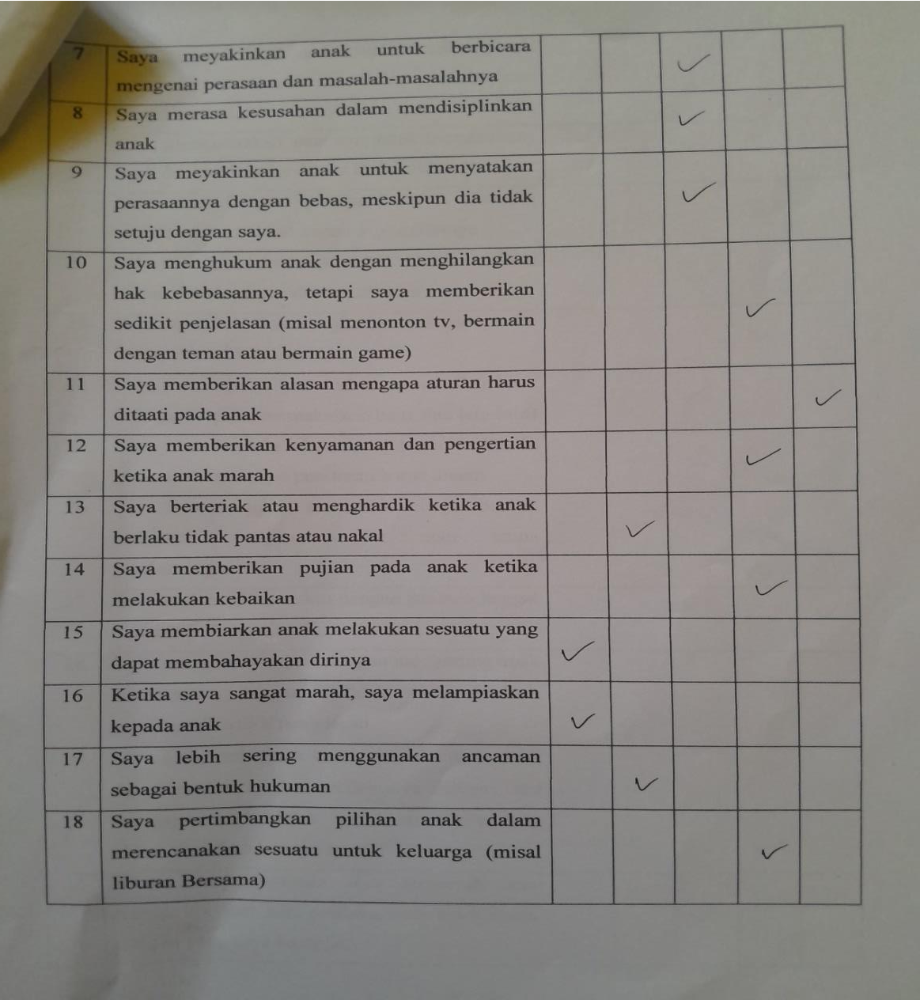 7 Saya meyakinkan anak untuk berbicara
mengenai perasaan dan masalah-masalahnya
8 Saya merasa kesusahan dalam mendisiplinkan
anak
9 Saya meyakinkan anak untuk menyatakan
perasaannya dengan bebas, meskipun dia tidak
setuju dengan saya.
10 Saya menghukum anak dengan menghilangkan
hak kebebasannya, tetapi saya memberikan
sedikit penjelasan (misal menonton tv, bermain
dengan teman atau bermain game)
11 Saya memberikan alasan mengapa aturan harus
ditaati pada anak
12 Saya memberikan kenyamanan dan pengertian
ketika anak marah
13 Saya berteriak atau menghardik ketika anak
berlaku tidak pantas atau nakal
14 Saya memberikan pujian pada anak ketika
melakukan kebaikan
15 Saya membiarkan anak melakukan sesuatu yang
dapat membahayakan dirinya
16 Ketika saya sangat marah, saya melampiaskan
kepada anak
17 Saya lebih sering menggunakan ancaman
sebagai bentuk hukuman
18 Saya pertimbangkan pilihan anak dalam
merencanakan sesuatu untuk keluarga (misal
liburan Bersama)